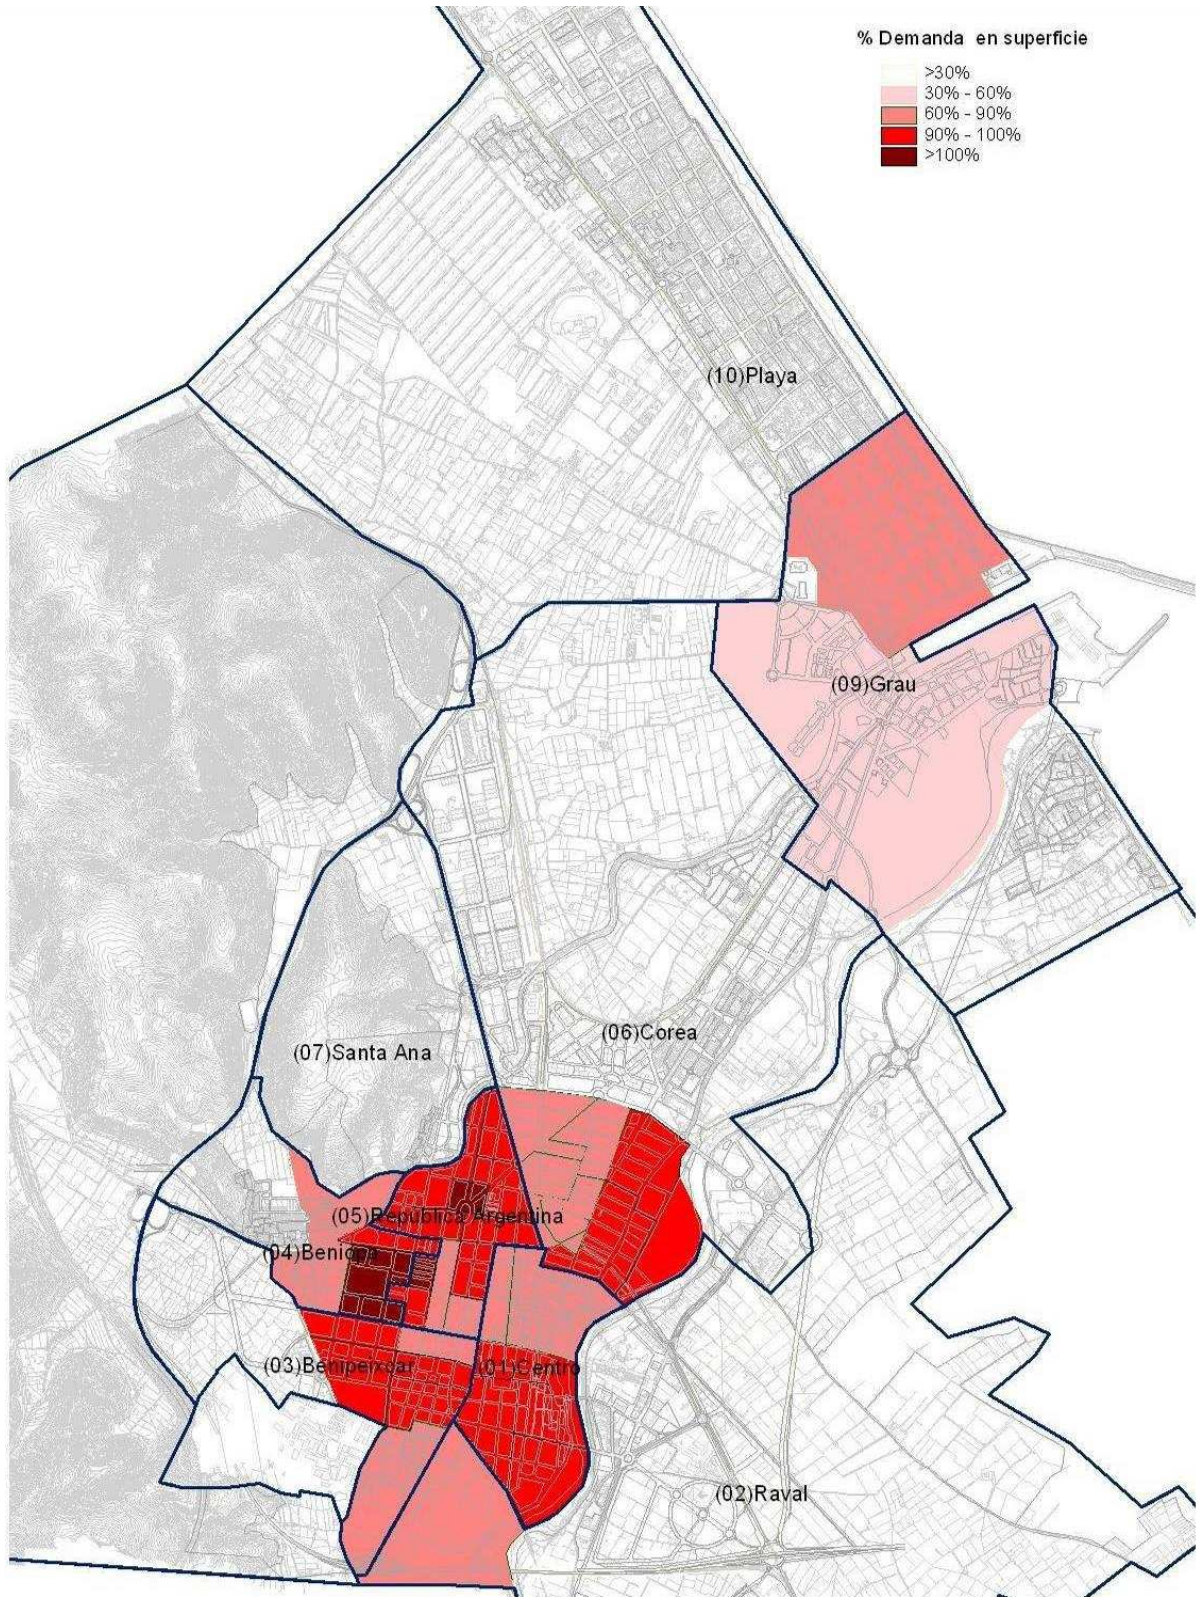 % Demanda en superficie
>30%
30% - 60%
60% - 90%
90% - 100%
>100%
(10)Playa
(09)Grau
(06)Corea
(07)Santa Ana
(05)República Argentina
(04)Beniopa
(03)Benipeixcar
(01)Centro
(02)Raval